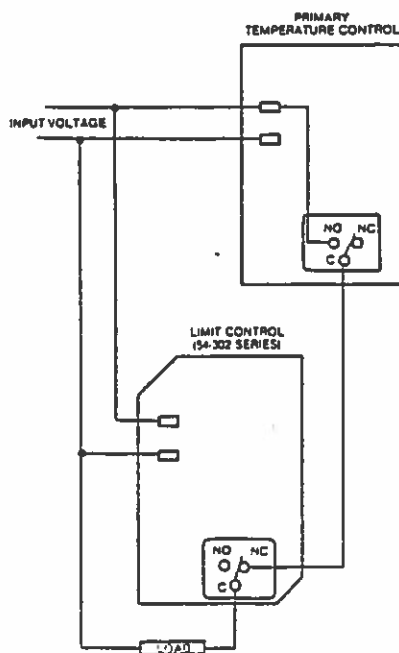 PRIMARY
TEMPERATURE CONTROL
INPUT VOLTAGE
NO NC
C
LIMIT CONTROL
(54-302 SERIES)
NO NC
C
LOAD